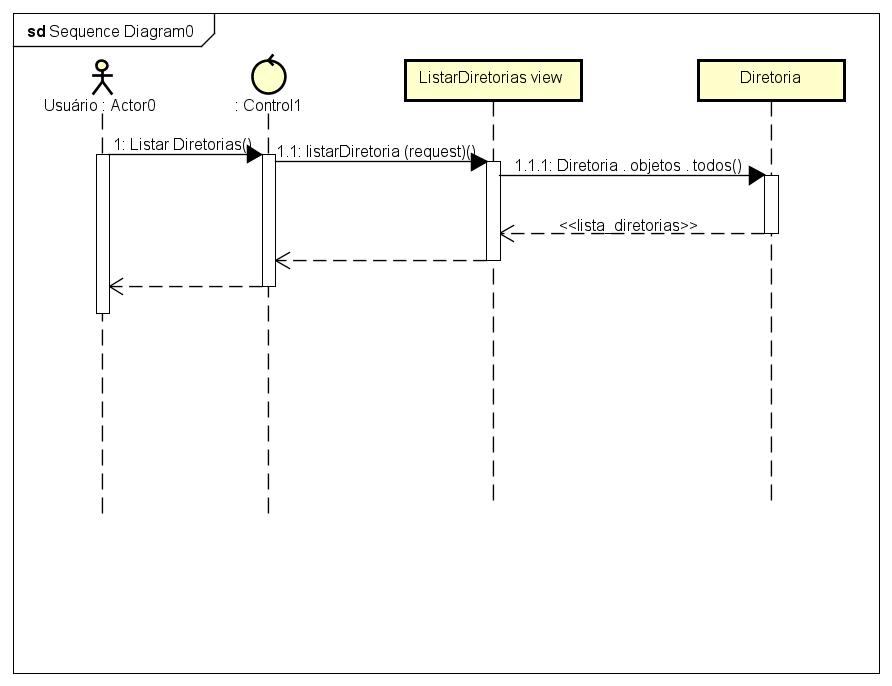 sd Sequence Diagram0
Usuário : Actor0
: Control1
ListarDiretorias view
Diretoria
1: Listar Diretorias()
1.1: listarDiretoria (request)()
1.1.1: Diretoria . objetos . todos()
<<lista_diretorias>>